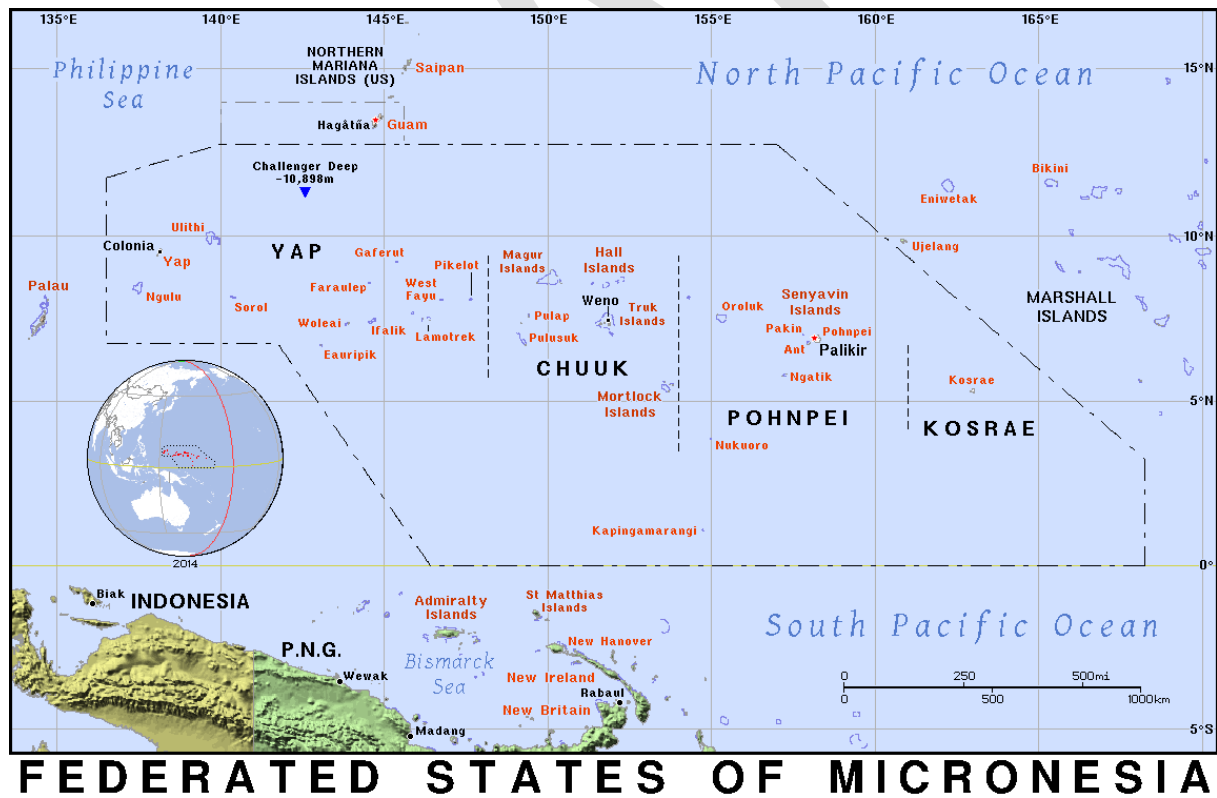 135°E 140°E 145°E 150°E 155°E 160°E 165°E
NORTHERN
MARIANA
ISLANDS (US)
Saipan
Philippine
Sea
North Pacific Ocean
15°N
Hagåtña
Guam
Challenger Deep
-10,898m
Bikini
Eniwetak
Ulithi
Colonia
Yap
YAP
10°N
Ujelang
Gaferut
Pikelot
Magur
Islands
Hall
Islands
Palau
Ngulu
Sorol
Faraulep
West
Fayu
Weno
Truk
Islands
Oroluk
Senyavin
Islands
MARSHALL
ISLANDS
Woleai
Ifalik
Lamotrek
Pulap
Pulusuk
Pakin
Pohnpei
Ant
Palikir
Eauripik
CHUUK
Ngatik
Kosrae
Mortlock
Islands
5°N
POHNPEI
KOSRAE
Nukuoro
Kapingamarangi
2014
0°
Biak
INDONESIA
Admiralty
Islands
St Matthias
Islands
South Pacific Ocean
P.N.G.
Bismarck
Sea
New Hanover
Wewak
New Ireland
Rabaul
New Britain
0 250 500mi
0 500 1000km
Madang
5°S
FEDERATED STATES OF MICRONESIA